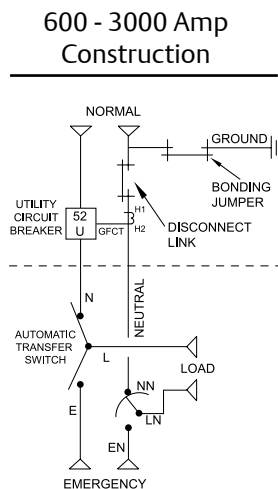 600 - 3000 Amp
Construction
NORMAL
GROUND
BONDING
JUMPER
UTILITY
CIRCUIT
BREAKER
52
U
GFCT
H1
H2
DISCONNECT
LINK
N
NEUTRAL
AUTOMATIC
TRANSFER
SWITCH
L
LOAD
NN
LN
E
EN
EMERGENCY